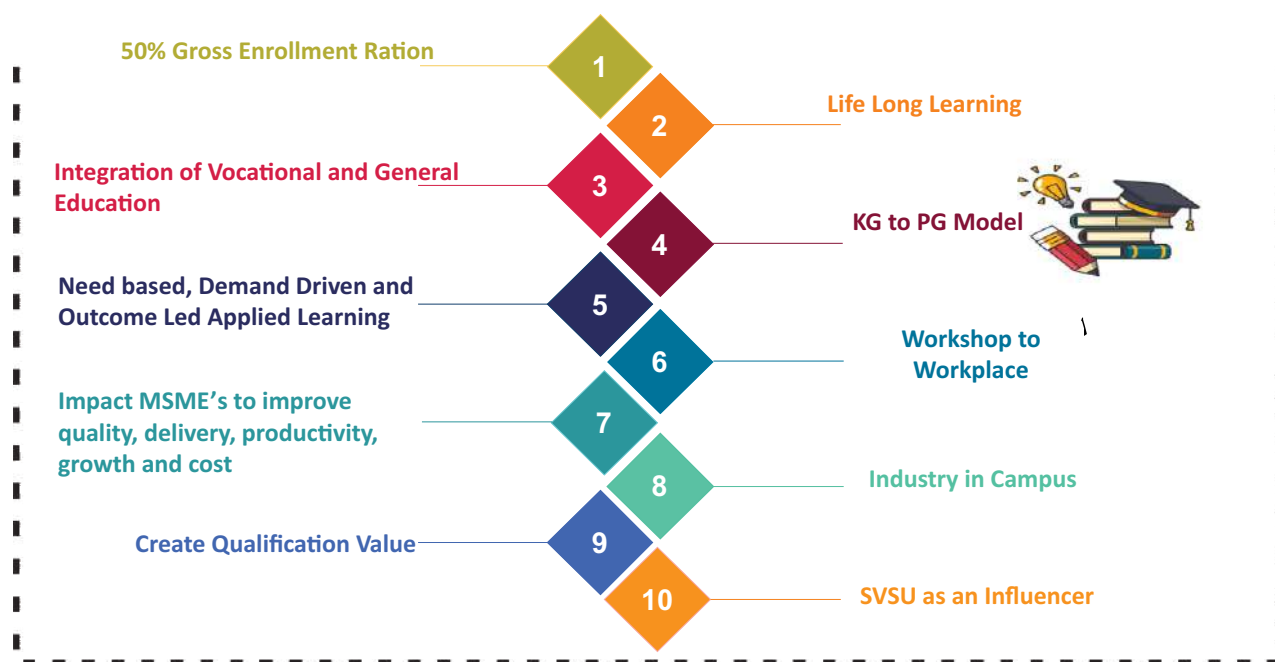 50% Gross Enrollment Ration
1
2
Life Long Learning
Integration of Vocational and General
Education
3
4
KG to PG Model
Need based, Demand Driven and
Outcome Led Applied Learning
5
6
Workshop to
Workplace
Impact MSME's to improve
quality, delivery, productivity,
growth and cost
7
8
Industry in Campus
Create Qualification Value
9
10
SVSU as an Influencer